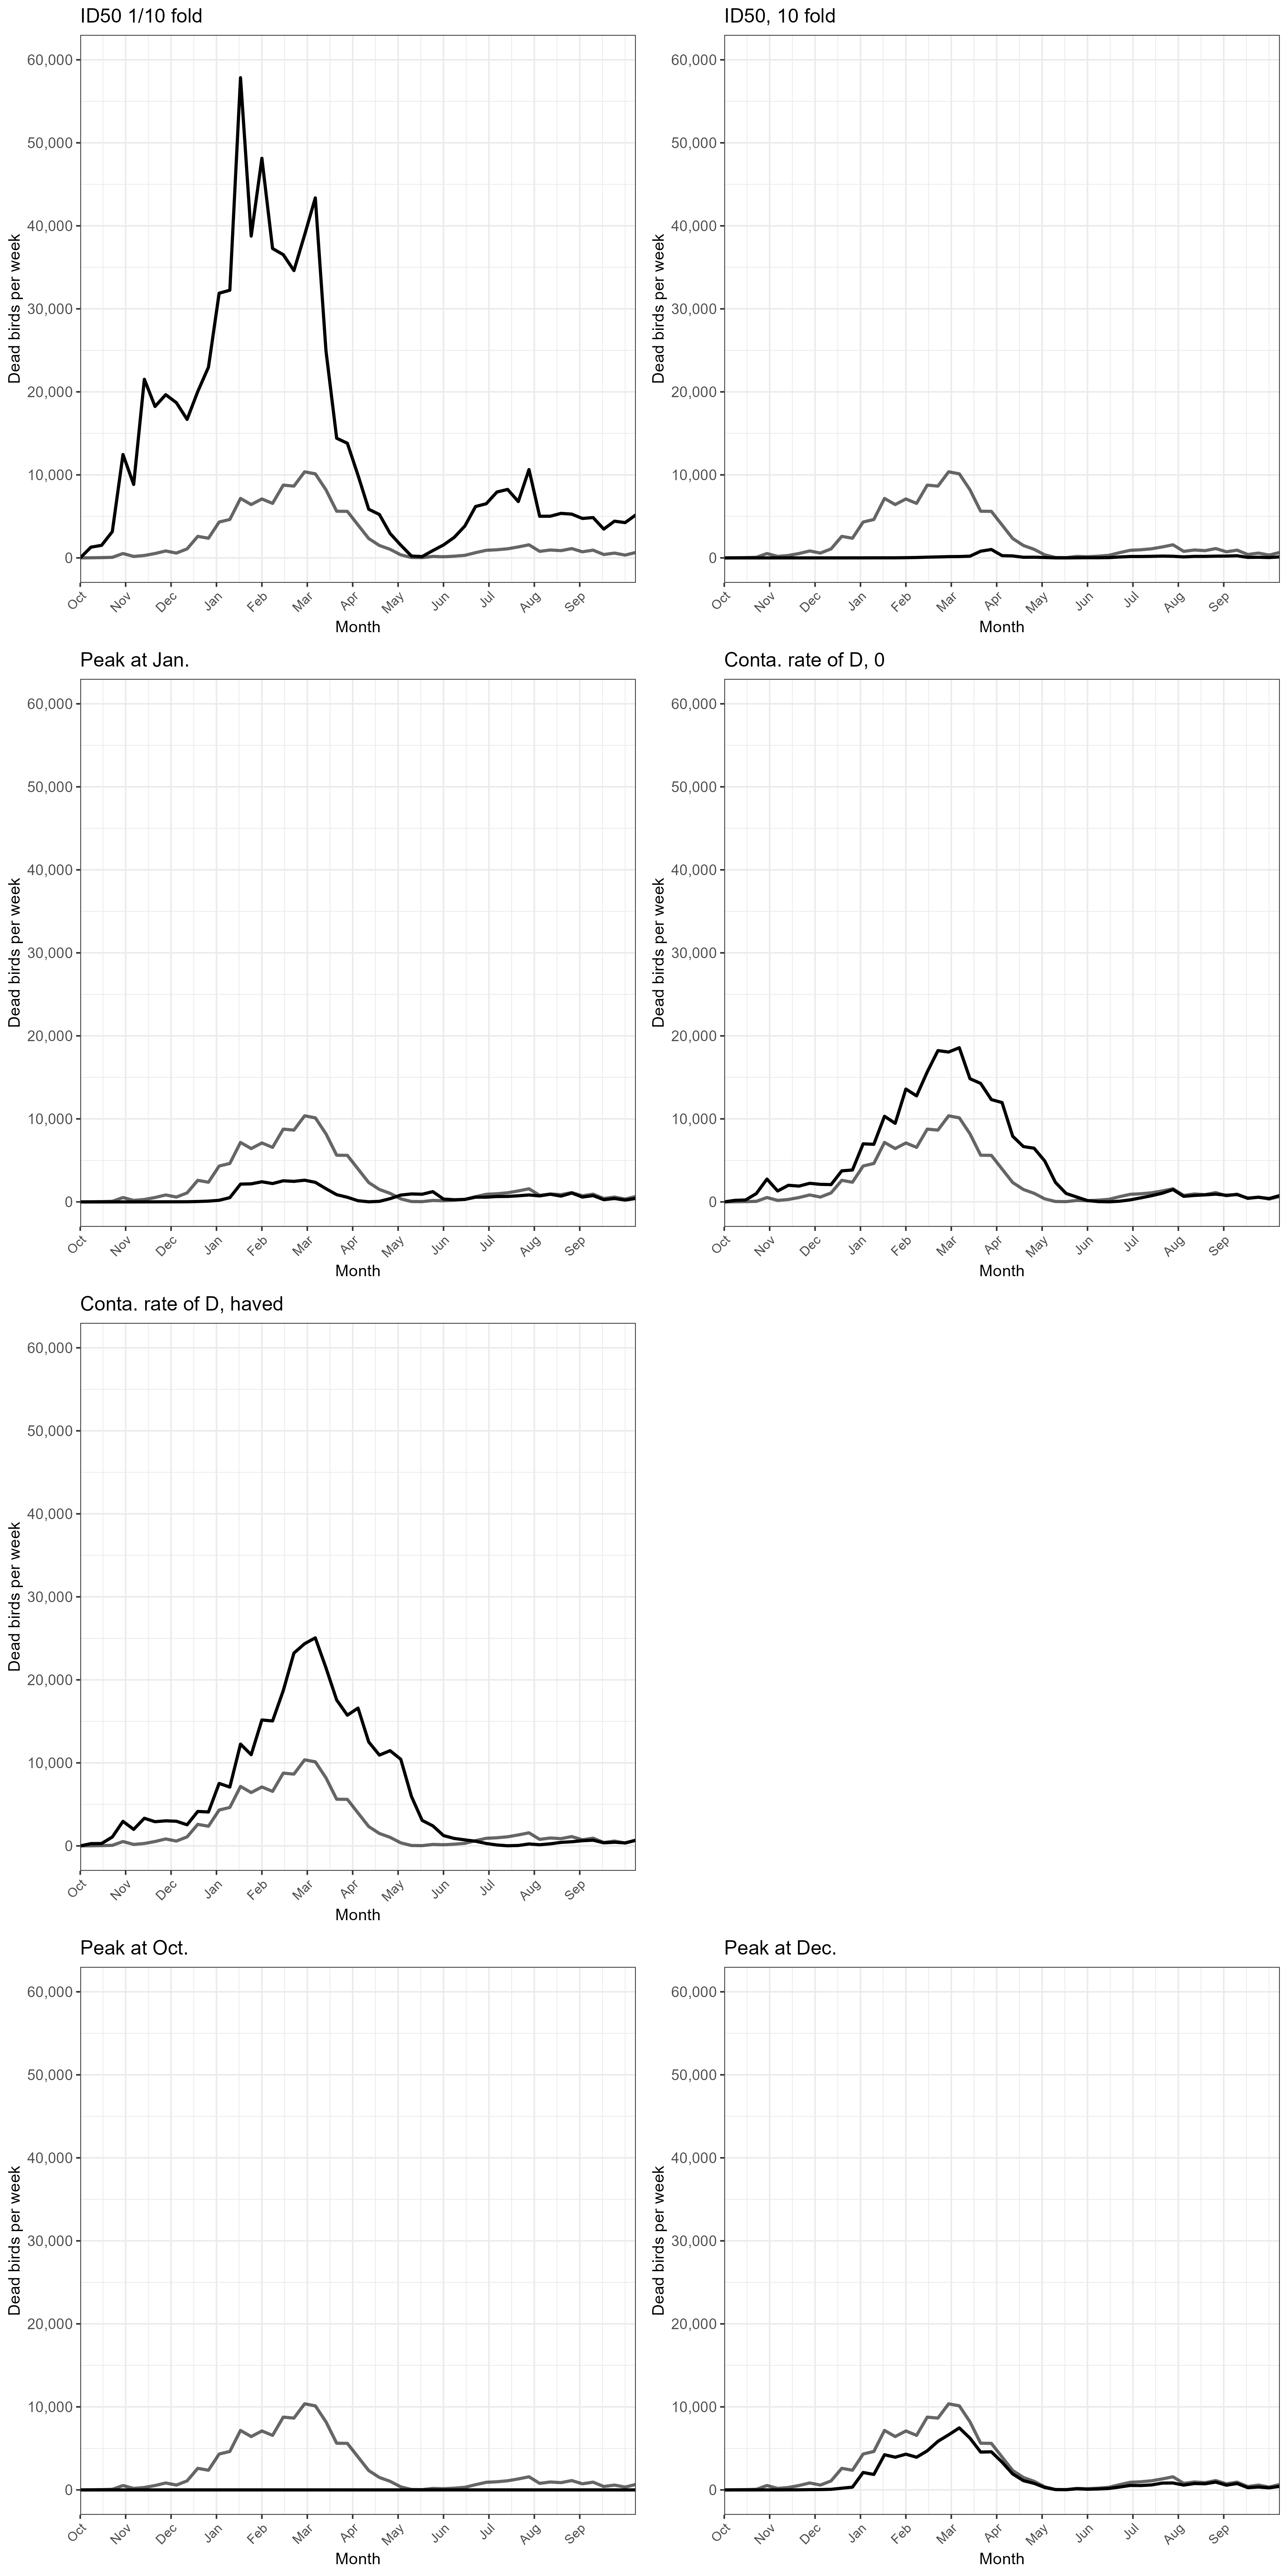 ID50 1/10 fold
60,000
50,000
40,000
30,000
20,000
10,000
0
Dead birds per week
Oct Nov Dec Jan Feb Mar Apr May Jun Jul Aug Sep
Month
ID50, 10 fold
60,000
50,000
40,000
30,000
20,000
10,000
0
Dead birds per week
Oct Nov Dec Jan Feb Mar Apr May Jun Jul Aug Sep
Month
Peak at Jan.
60,000
50,000
40,000
30,000
20,000
10,000
0
Dead birds per week
Oct Nov Dec Jan Feb Mar Apr May Jun Jul Aug Sep
Month
Conta. rate of D, 0
60,000
50,000
40,000
30,000
20,000
10,000
0
Dead birds per week
Oct Nov Dec Jan Feb Mar Apr May Jun Jul Aug Sep
Month
Conta. rate of D, haved
60,000
50,000
40,000
30,000
20,000
10,000
0
Dead birds per week
Oct Nov Dec Jan Feb Mar Apr May Jun Jul Aug Sep
Month
Peak at Oct.
60,000
50,000
40,000
30,000
20,000
10,000
0
Dead birds per week
Oct Nov Dec Jan Feb Mar Apr May Jun Jul Aug Sep
Month
Peak at Dec.
60,000
50,000
40,000
30,000
20,000
10,000
0
Dead birds per week
Oct Nov Dec Jan Feb Mar Apr May Jun Jul Aug Sep
Month